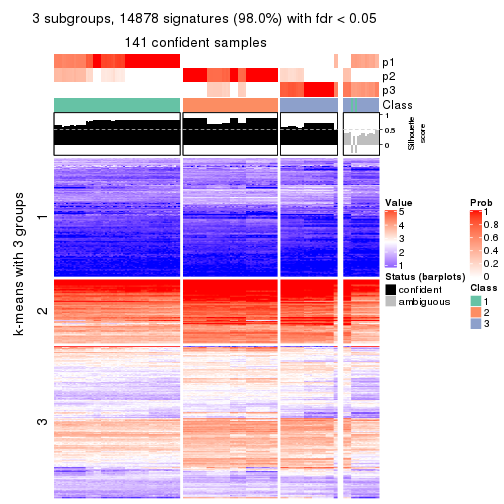 3 subgroups, 14878 signatures (98.0%) with fdr < 0.05
141 confident samples
p1
p2
p3
Class
1
0.5
0
Silhouette score
k-means with 3 groups
1
2
3
Value
5
4
3
2
1
Status (barplots)
confident
ambiguous
Prob
1
0.8
0.6
0.4
0.2
0
Class
1
2
3